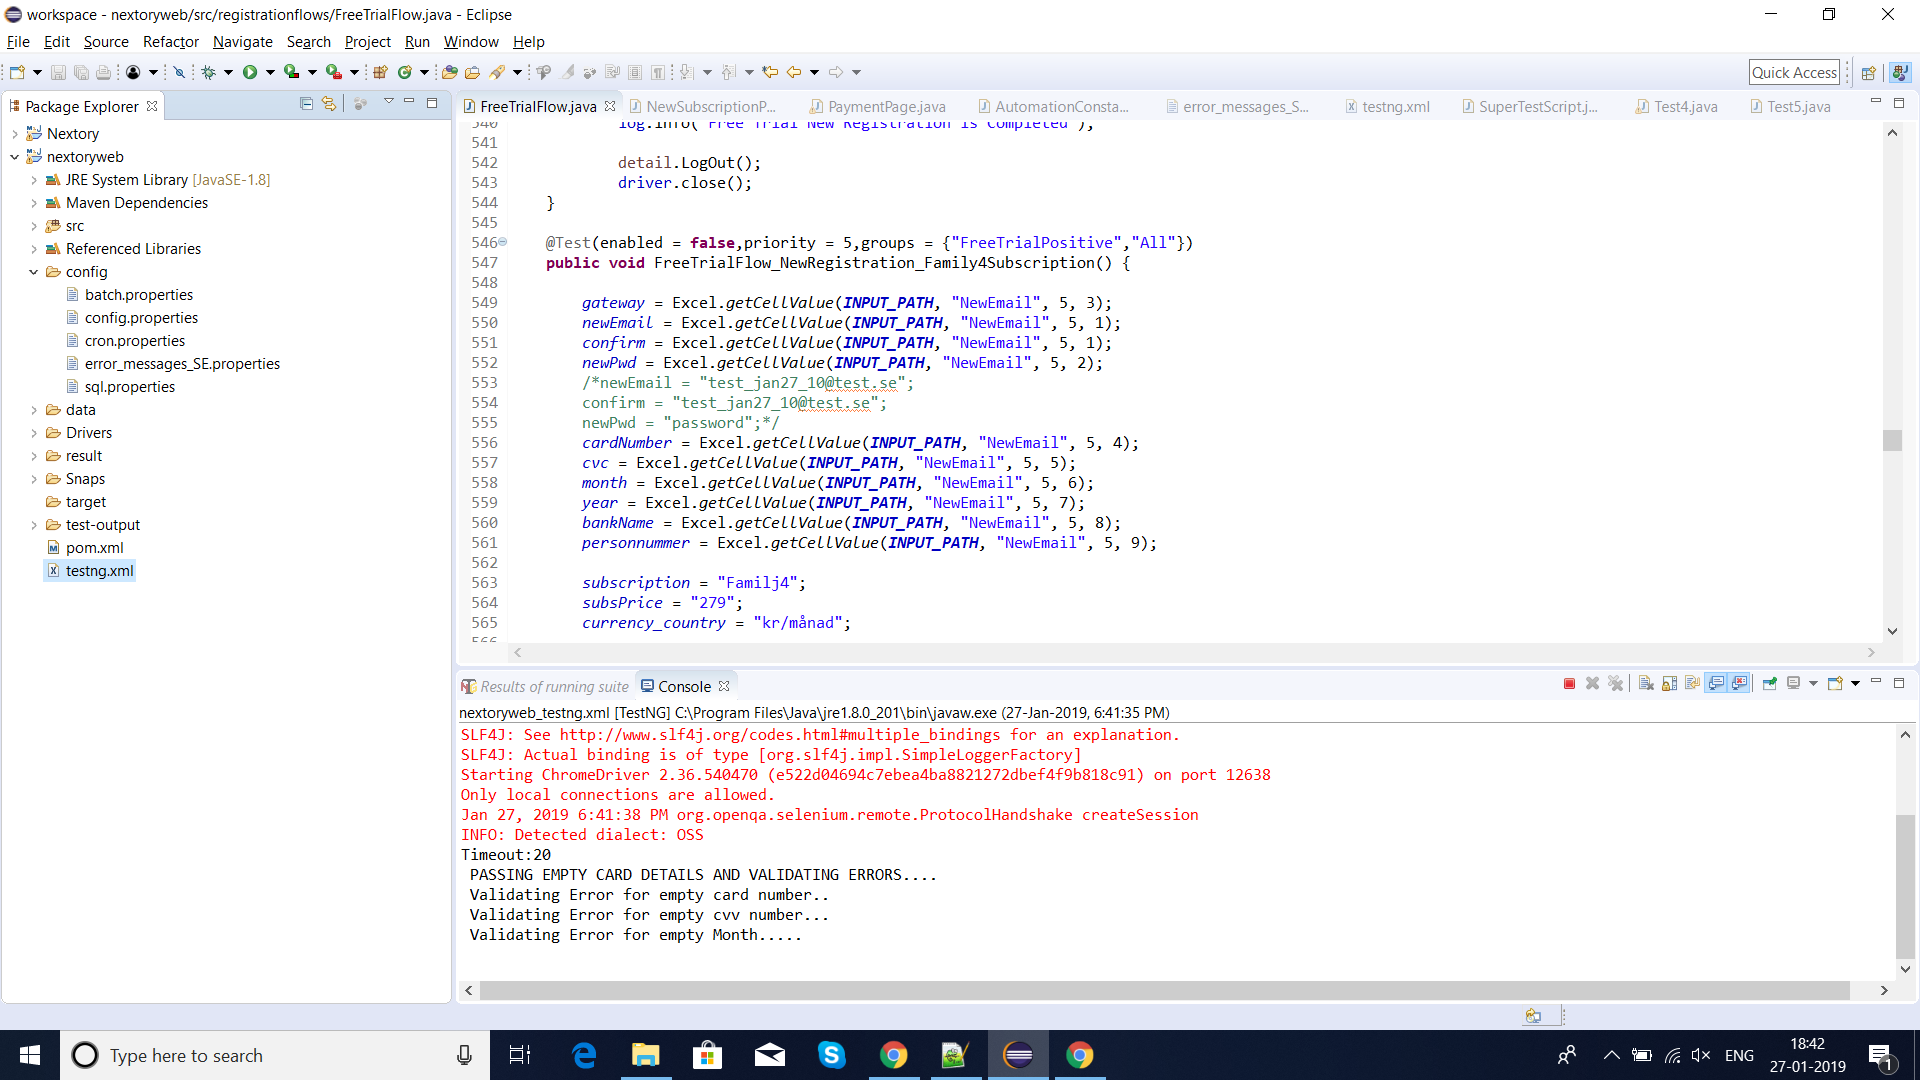 workspace - nextoryweb/src/registrationflows/FreeTrialFlow.java - Eclipse
File Edit Source Refactor Navigate Search Project Run Window Help
Quick Access
Package Explorer
Nextory
nextoryweb
JRE System Library [JavaSE-1.8]
Maven Dependencies
src
Referenced Libraries
config
batch.properties
config.properties
cron.properties
error_messages_SE.properties
sql.properties
data
Drivers
result
Snaps
target
test-output
pom.xml
testng.xml
FreeTrialFlow.java NewSubscriptionP... PaymentPage.java AutomationConsta... error_messages_S... testng.xml SuperTestScript.j... Test4.java Test5.java
540 log.info("Free Trial New Registration is Completed");
541
542 detail.LogOut();
543 driver.close();
544 }
545
546 @Test(enabled = false,priority = 5,groups = {"FreeTrialPositive","All"})
547 public void FreeTrialFlow_NewRegistration_Family4Subscription() {
548
549 gateway = Excel.getCellValue(INPUT_PATH, "NewEmail", 5, 3);
550 newEmail = Excel.getCellValue(INPUT_PATH, "NewEmail", 5, 1);
551 confirm = Excel.getCellValue(INPUT_PATH, "NewEmail", 5, 1);
552 newPwd = Excel.getCellValue(INPUT_PATH, "NewEmail", 5, 2);
553 /*newEmail = "test_jan27_10@test.se";
554 confirm = "test_jan27_10@test.se";
555 newPwd = "password";*/
556 cardNumber = Excel.getCellValue(INPUT_PATH, "NewEmail", 5, 4);
557 cvc = Excel.getCellValue(INPUT_PATH, "NewEmail", 5, 5);
558 month = Excel.getCellValue(INPUT_PATH, "NewEmail", 5, 6);
559 year = Excel.getCellValue(INPUT_PATH, "NewEmail", 5, 7);
560 bankName = Excel.getCellValue(INPUT_PATH, "NewEmail", 5, 8);
561 personnummer = Excel.getCellValue(INPUT_PATH, "NewEmail", 5, 9);
562
563 subscription = "Familj4";
564 subsPrice = "279";
565 currency_country = "kr/månad";
566
Results of running suite Console
nextoryweb_testng.xml [TestNG] C:\Program Files\Java\jre1.8.0_201\bin\javaw.exe (27-Jan-2019, 6:41:35 PM)
SLF4J: See http://www.slf4j.org/codes.html#multiple_bindings for an explanation.
SLF4J: Actual binding is of type [org.slf4j.impl.SimpleLoggerFactory]
Starting ChromeDriver 2.36.540470 (e522d04694c7ebea4ba8821272dbef4f9b818c91) on port 12638
Only local connections are allowed.
Jan 27, 2019 6:41:38 PM org.openqa.selenium.remote.ProtocolHandshake createSession
INFO: Detected dialect: OSS
Timeout:20
PASSING EMPTY CARD DETAILS AND VALIDATING ERRORS....
Validating Error for empty card number..
Validating Error for empty cvv number...
Validating Error for empty Month.....
Type here to search
ENG
18:42
27-01-2019
1